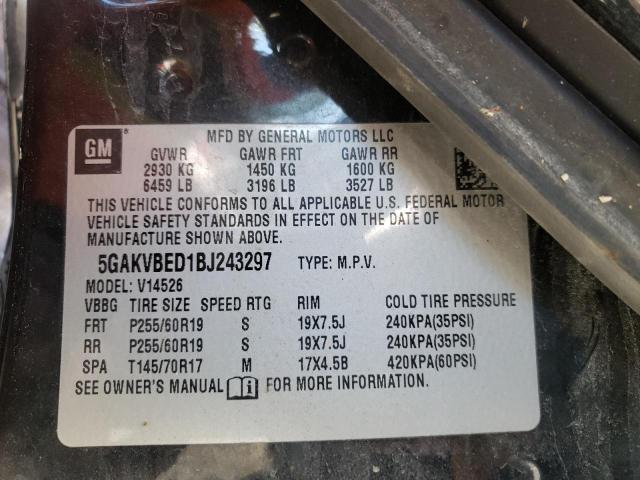 MFD BY GENERAL MOTORS LLC
GM
GVWR GAWR FRT GAWR RR
2930 KG 1450 KG 1600 KG
6459 LB 3196 LB 3527 LB
THIS VEHICLE CONFORMS TO ALL APPLICABLE U.S. FEDERAL MOTOR
VEHICLE SAFETY STANDARDS IN EFFECT ON THE DATE OF
MANUFACTURE SHOWN ABOVE.
5GAKVBED1BJ243297 TYPE: M.P.V.
MODEL: V14526
VBBG TIRE SIZE SPEED RTG RIM COLD TIRE PRESSURE
FRT P255/60R19 S 19X7.5J 240KPA(35PSI)
RR P255/60R19 S 19X7.5J 240KPA(35PSI)
SPA T145/70R17 M 17X4.5B 420KPA(60PSI)
SEE OWNER'S MANUAL FOR MORE INFORMATION.